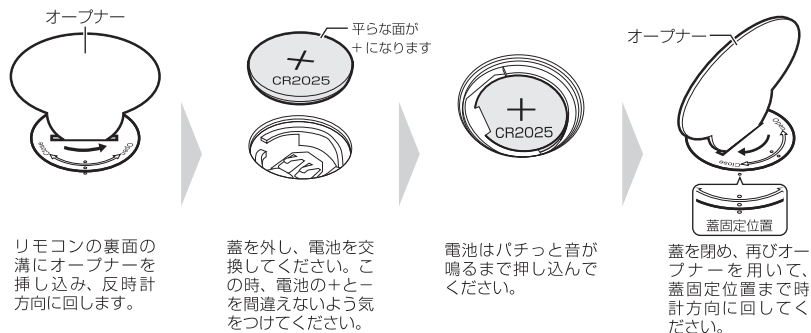 オープナー
Close
Open
リモコンの裏面の
溝にオープナーを
挿し込み、反時計
方向に回します。
平らな面が
+ になります
+
CR2025
蓋を外し、電池を交
換してください。こ
の時、電池の+と−
を間違えないよう気
をつけてください。
+
CR2025
電池はパチっと音が
鳴るまで押し込んで
ください。
オープナー
Open
Close
蓋固定位置
蓋を閉め、再びオー
プナーを用いて、
蓋固定位置まで時
計方向に回してく
ださい。